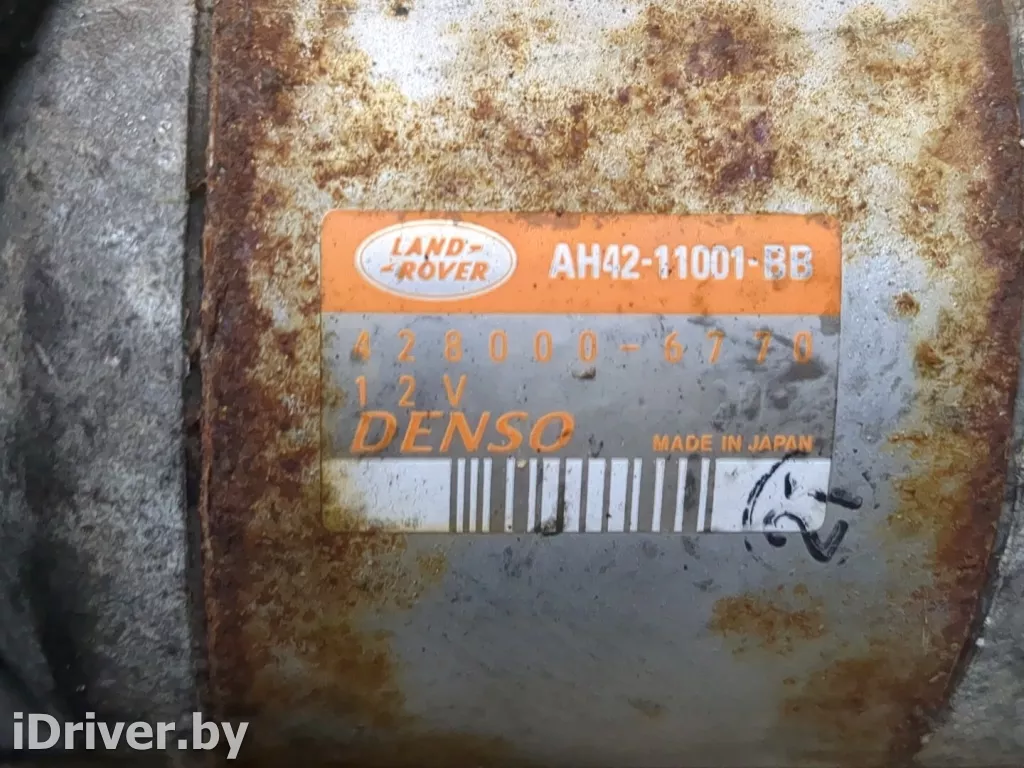 LAND-
-ROVER
AH42-11001-BB
428000-6770
12V
DENSO
MADE IN JAPAN
iDriver.by